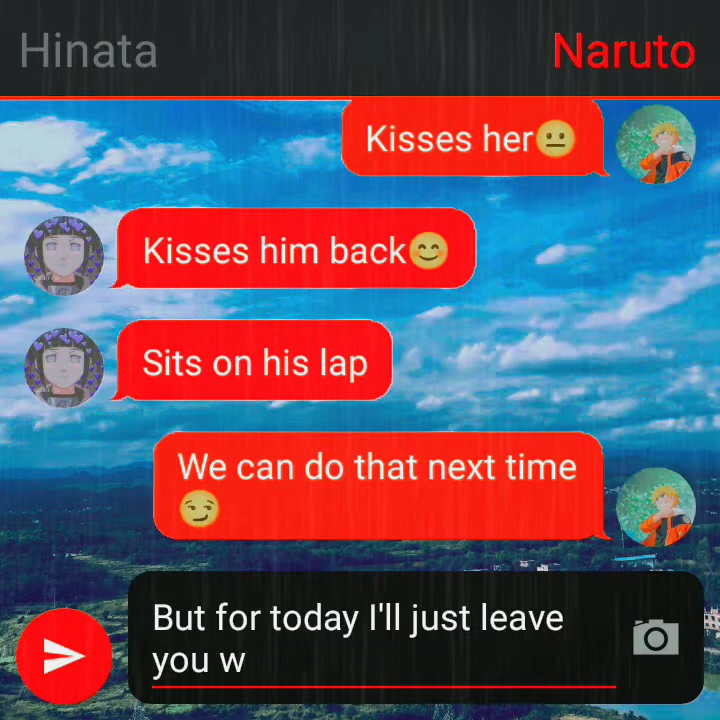 Hinata
Naruto
Kisses her😐
Kisses him back😊
Sits on his lap
We can do that next time
😏
But for today I'll just leave
you w